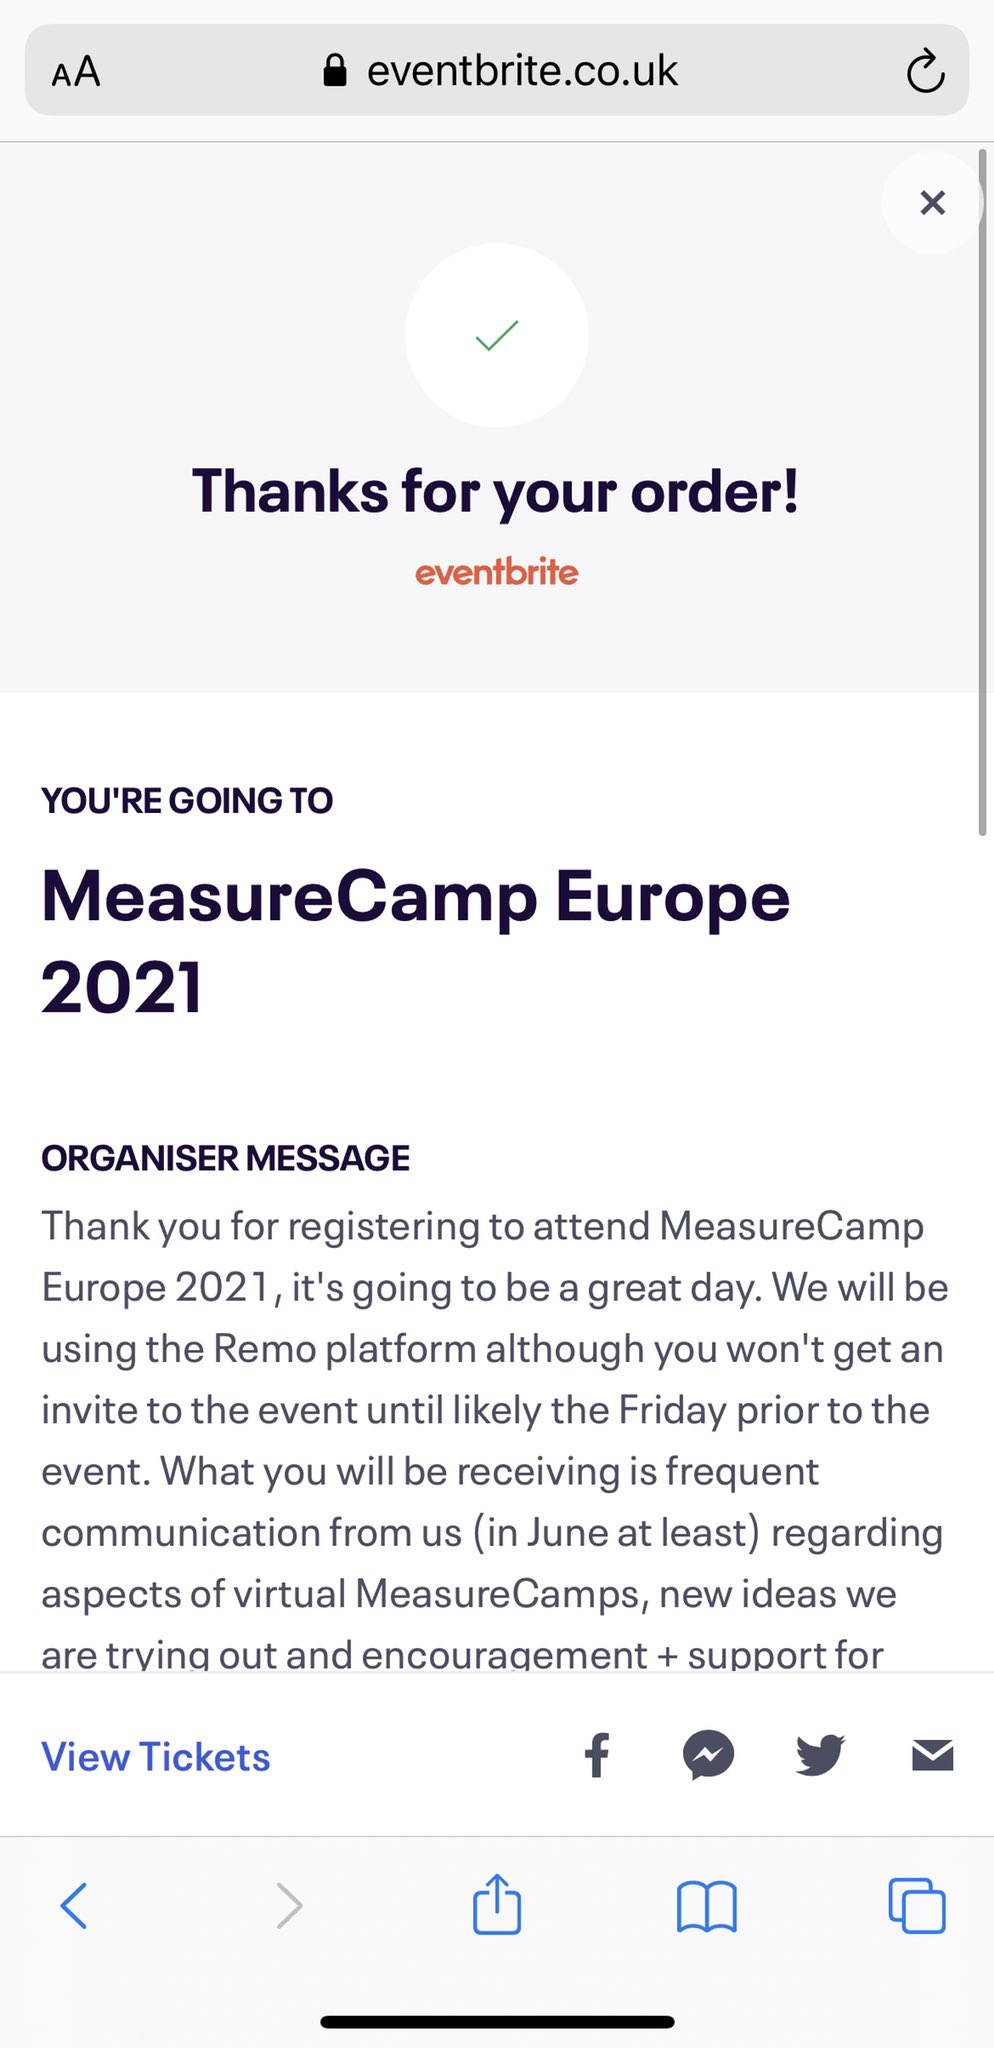 AA eventbrite.co.uk
Thanks for your order!
eventbrite
YOU'RE GOING TO
MeasureCamp Europe
2021
ORGANISER MESSAGE
Thank you for registering to attend MeasureCamp
Europe 2021, it's going to be a great day. We will be
using the Remo platform although you won't get an
invite to the event until likely the Friday prior to the
event. What you will be receiving is frequent
communication from us (in June at least) regarding
aspects of virtual MeasureCamps, new ideas we
are trying out and encouragement + support for
View Tickets